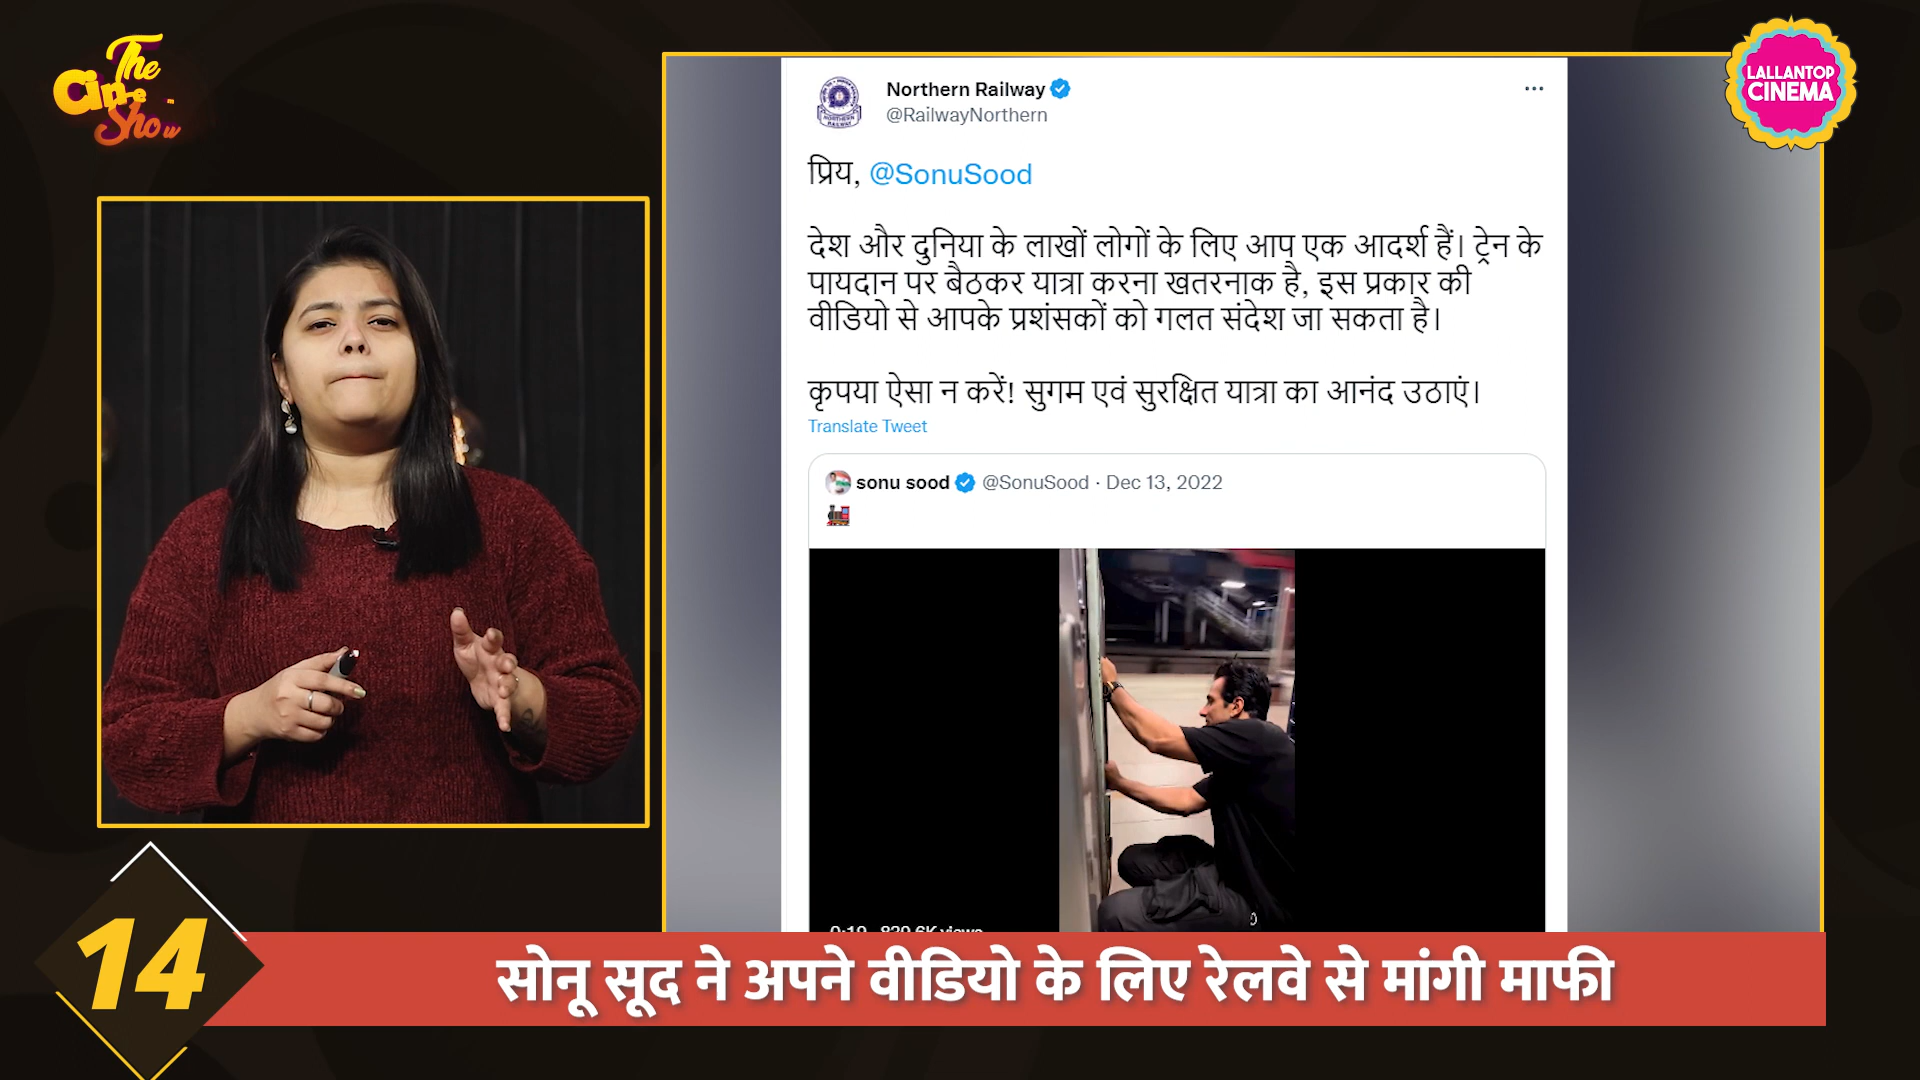 The
Cine
Show
LALLANTOP
CINEMA
Northern Railway
@RailwayNorthern
प्रिय, @SonuSood
देश और दुनिया के लाखों लोगों के लिए आप एक आदर्श हैं। ट्रेन के
पायदान पर बैठकर यात्रा करना खतरनाक है, इस प्रकार की
वीडियो से आपके प्रशंसकों को गलत संदेश जा सकता है।
कृपया ऐसा न करें! सुगम एवं सुरक्षित यात्रा का आनंद उठाएं।
Translate Tweet
sonu sood @SonuSood · Dec 13, 2022
14
सोनू सूद ने अपने वीडियो के लिए रेलवे से मांगी माफी